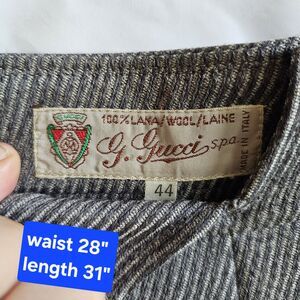 100% LANA/WOOL/LAINE
G. Gucci s.p.a.
MADE IN ITALY
44
waist 28"
length 31"